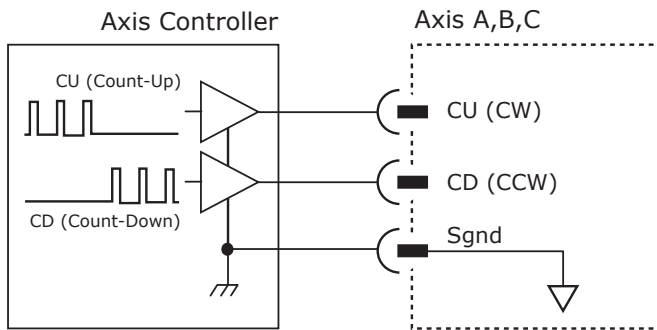 Axis Controller
Axis A,B,C
CU (Count-Up)
CU (CW)
CD (CCW)
CD (Count-Down)
Sgnd